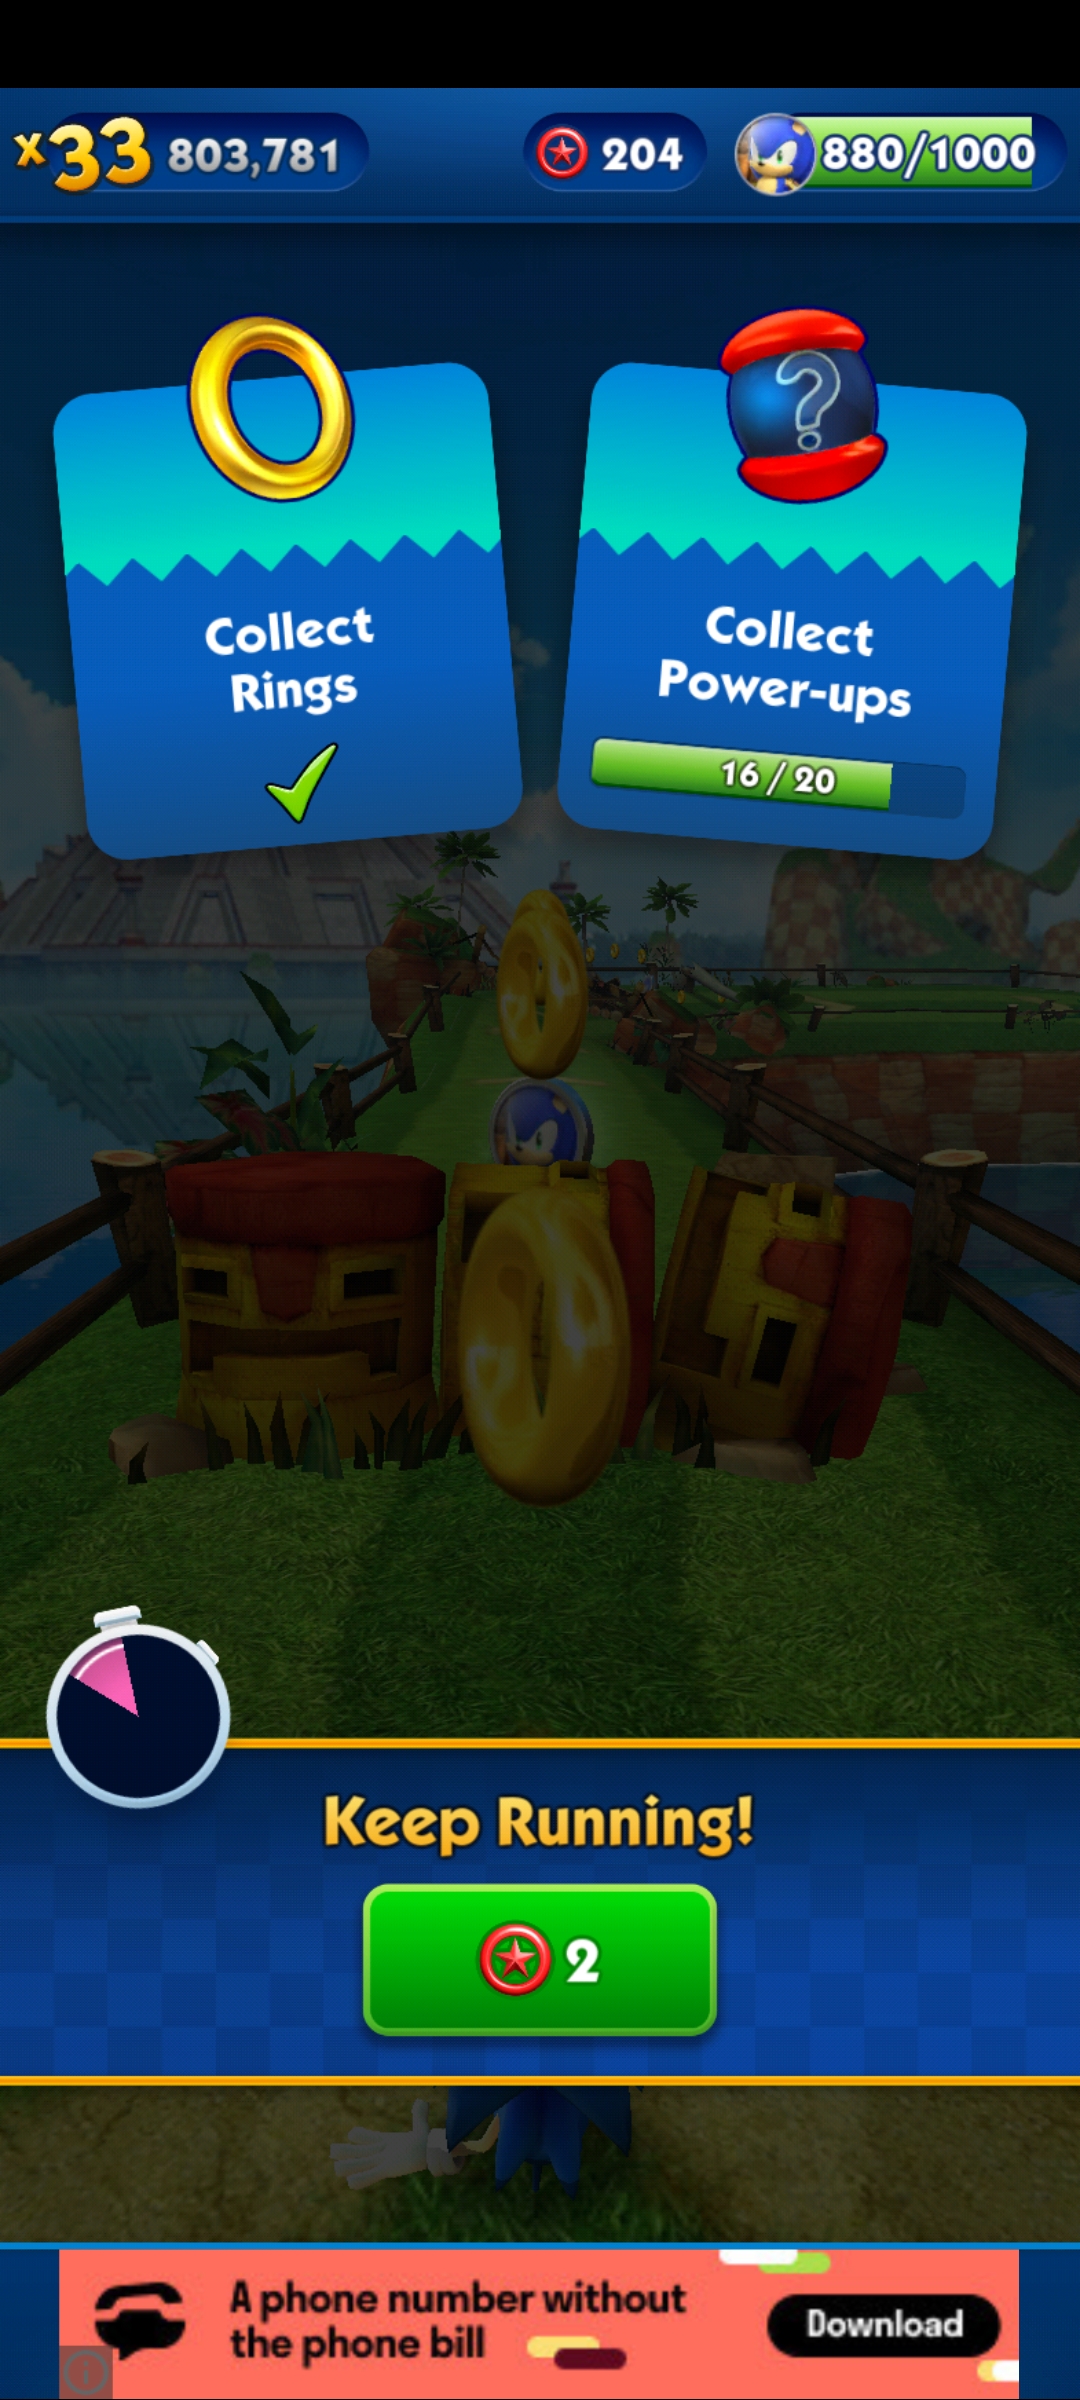 x33 803,781
204
880/1000
?
Collect
Rings
Collect
Power-ups
16 / 20
Keep Running!
2
A phone number without
the phone bill
Download